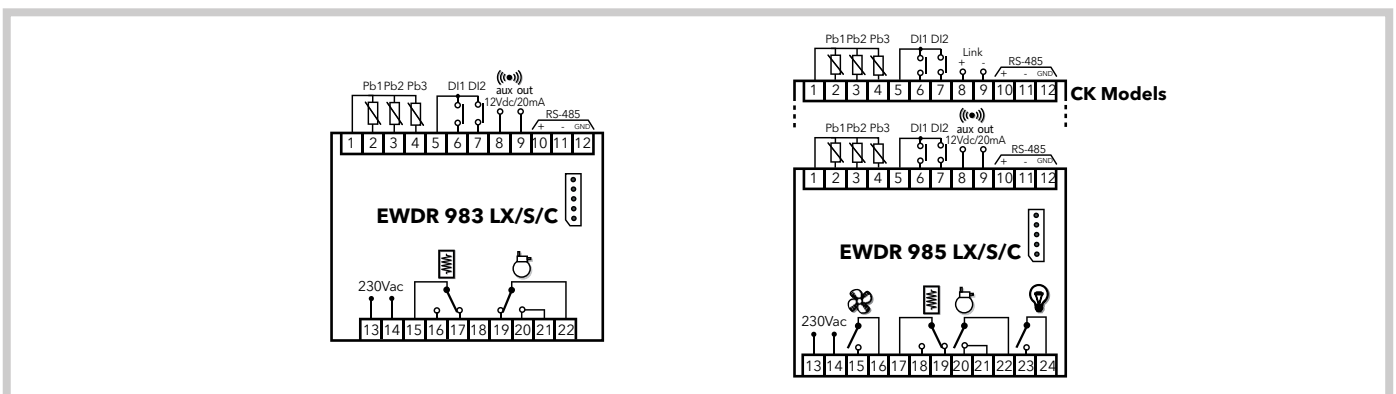 Pb1 Pb2 Pb3 DI1 DI2 aux out
12Vdc/20mA
RS-485
+ - GND
1 2 3 4 5 6 7 8 9 10 11 12
EWDR 983 LX/S/C
230Vac
13 14 15 16 17 18 19 20 21 22
Pb1 Pb2 Pb3 DI1 DI2 Link
+ - RS-485
+ - GND
1 2 3 4 5 6 7 8 9 10 11 12 CK Models
Pb1 Pb2 Pb3 DI1 DI2 aux out
12Vdc/20mA
RS-485
+ - GND
1 2 3 4 5 6 7 8 9 10 11 12
EWDR 985 LX/S/C
230Vac
13 14 15 16 17 18 19 20 21 22 23 24